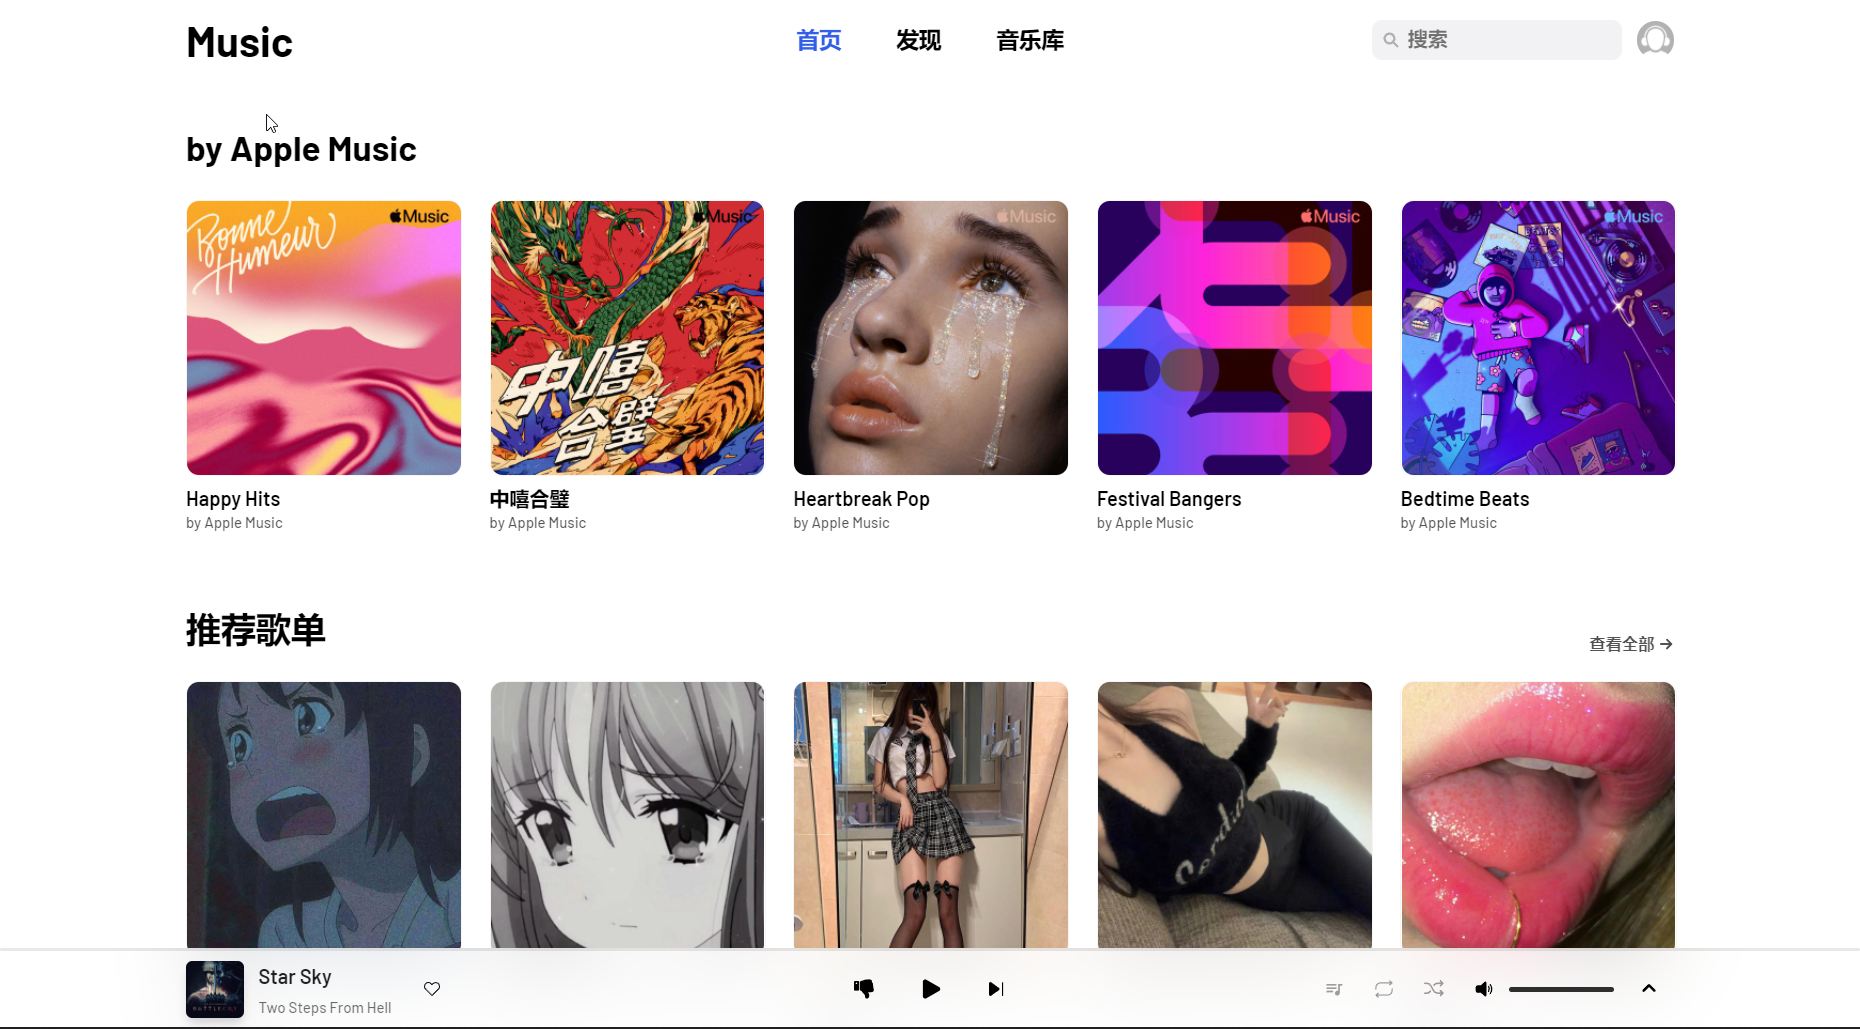 Music
首页
发现
音乐库
搜索
by Apple Music
Bonne
Humeur
Music
Music
Music
Music
Music
中嘻
合璧
Happy Hits
by Apple Music
中嘻合璧
by Apple Music
Heartbreak Pop
by Apple Music
Festival Bangers
by Apple Music
Bedtime Beats
by Apple Music
推荐歌单
查看全部
Star Sky
Two Steps From Hell